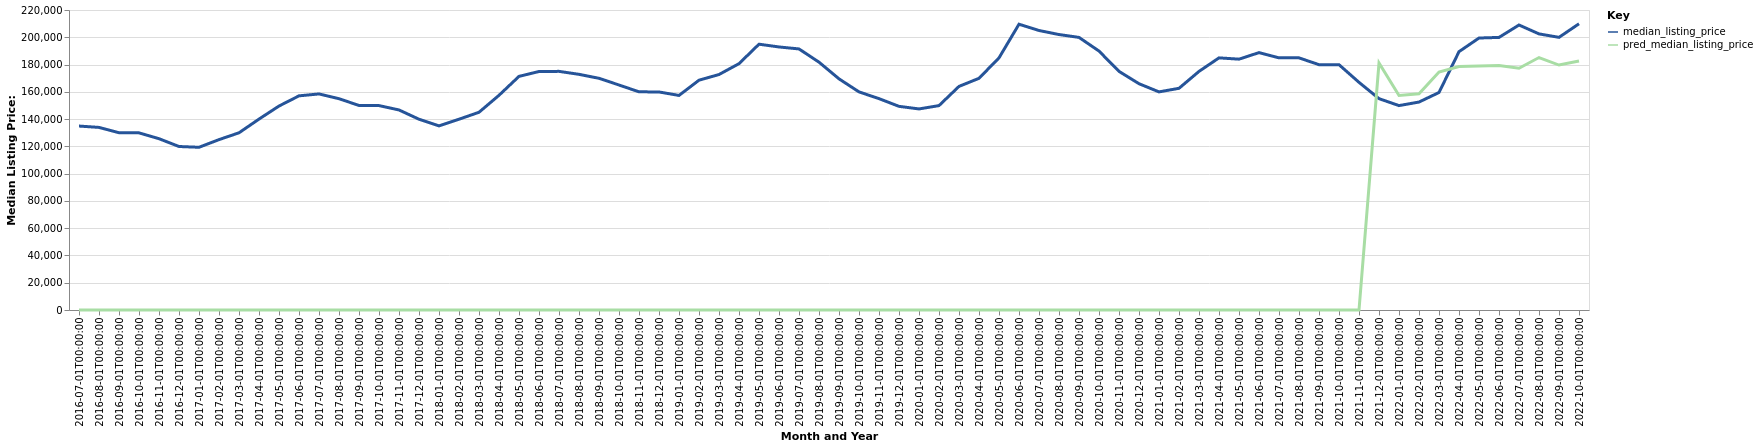 220,000
200,000
180,000
160,000
140,000
120,000
100,000
80,000
60,000
40,000
20,000
0
Median Listing Price:
2016-07-01T00:00:00
2016-08-01T00:00:00
2016-09-01T00:00:00
2016-10-01T00:00:00
2016-11-01T00:00:00
2016-12-01T00:00:00
2017-01-01T00:00:00
2017-02-01T00:00:00
2017-03-01T00:00:00
2017-04-01T00:00:00
2017-05-01T00:00:00
2017-06-01T00:00:00
2017-07-01T00:00:00
2017-08-01T00:00:00
2017-09-01T00:00:00
2017-10-01T00:00:00
2017-11-01T00:00:00
2017-12-01T00:00:00
2018-01-01T00:00:00
2018-02-01T00:00:00
2018-03-01T00:00:00
2018-04-01T00:00:00
2018-05-01T00:00:00
2018-06-01T00:00:00
2018-07-01T00:00:00
2018-08-01T00:00:00
2018-09-01T00:00:00
2018-10-01T00:00:00
2018-11-01T00:00:00
2018-12-01T00:00:00
2019-01-01T00:00:00
2019-02-01T00:00:00
2019-03-01T00:00:00
2019-04-01T00:00:00
2019-05-01T00:00:00
2019-06-01T00:00:00
2019-07-01T00:00:00
2019-08-01T00:00:00
2019-09-01T00:00:00
2019-10-01T00:00:00
2019-11-01T00:00:00
2019-12-01T00:00:00
2020-01-01T00:00:00
2020-02-01T00:00:00
2020-03-01T00:00:00
2020-04-01T00:00:00
2020-05-01T00:00:00
2020-06-01T00:00:00
2020-07-01T00:00:00
2020-08-01T00:00:00
2020-09-01T00:00:00
2020-10-01T00:00:00
2020-11-01T00:00:00
2020-12-01T00:00:00
2021-01-01T00:00:00
2021-02-01T00:00:00
2021-03-01T00:00:00
2021-04-01T00:00:00
2021-05-01T00:00:00
2021-06-01T00:00:00
2021-07-01T00:00:00
2021-08-01T00:00:00
2021-09-01T00:00:00
2021-10-01T00:00:00
2021-11-01T00:00:00
2021-12-01T00:00:00
2022-01-01T00:00:00
2022-02-01T00:00:00
2022-03-01T00:00:00
2022-04-01T00:00:00
2022-05-01T00:00:00
2022-06-01T00:00:00
2022-07-01T00:00:00
2022-08-01T00:00:00
2022-09-01T00:00:00
2022-10-01T00:00:00
Month and Year
Key
median_listing_price
pred_median_listing_price